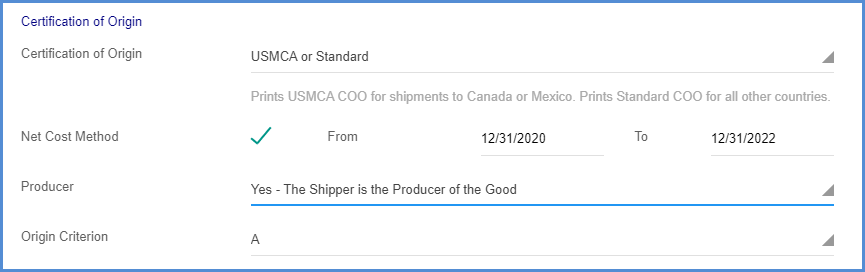 Certification of Origin
Certification of Origin USMCA or Standard
Prints USMCA COO for shipments to Canada or Mexico. Prints Standard COO for all other countries.
Net Cost Method From 12/31/2020 To 12/31/2022
Producer Yes - The Shipper is the Producer of the Good
Origin Criterion A